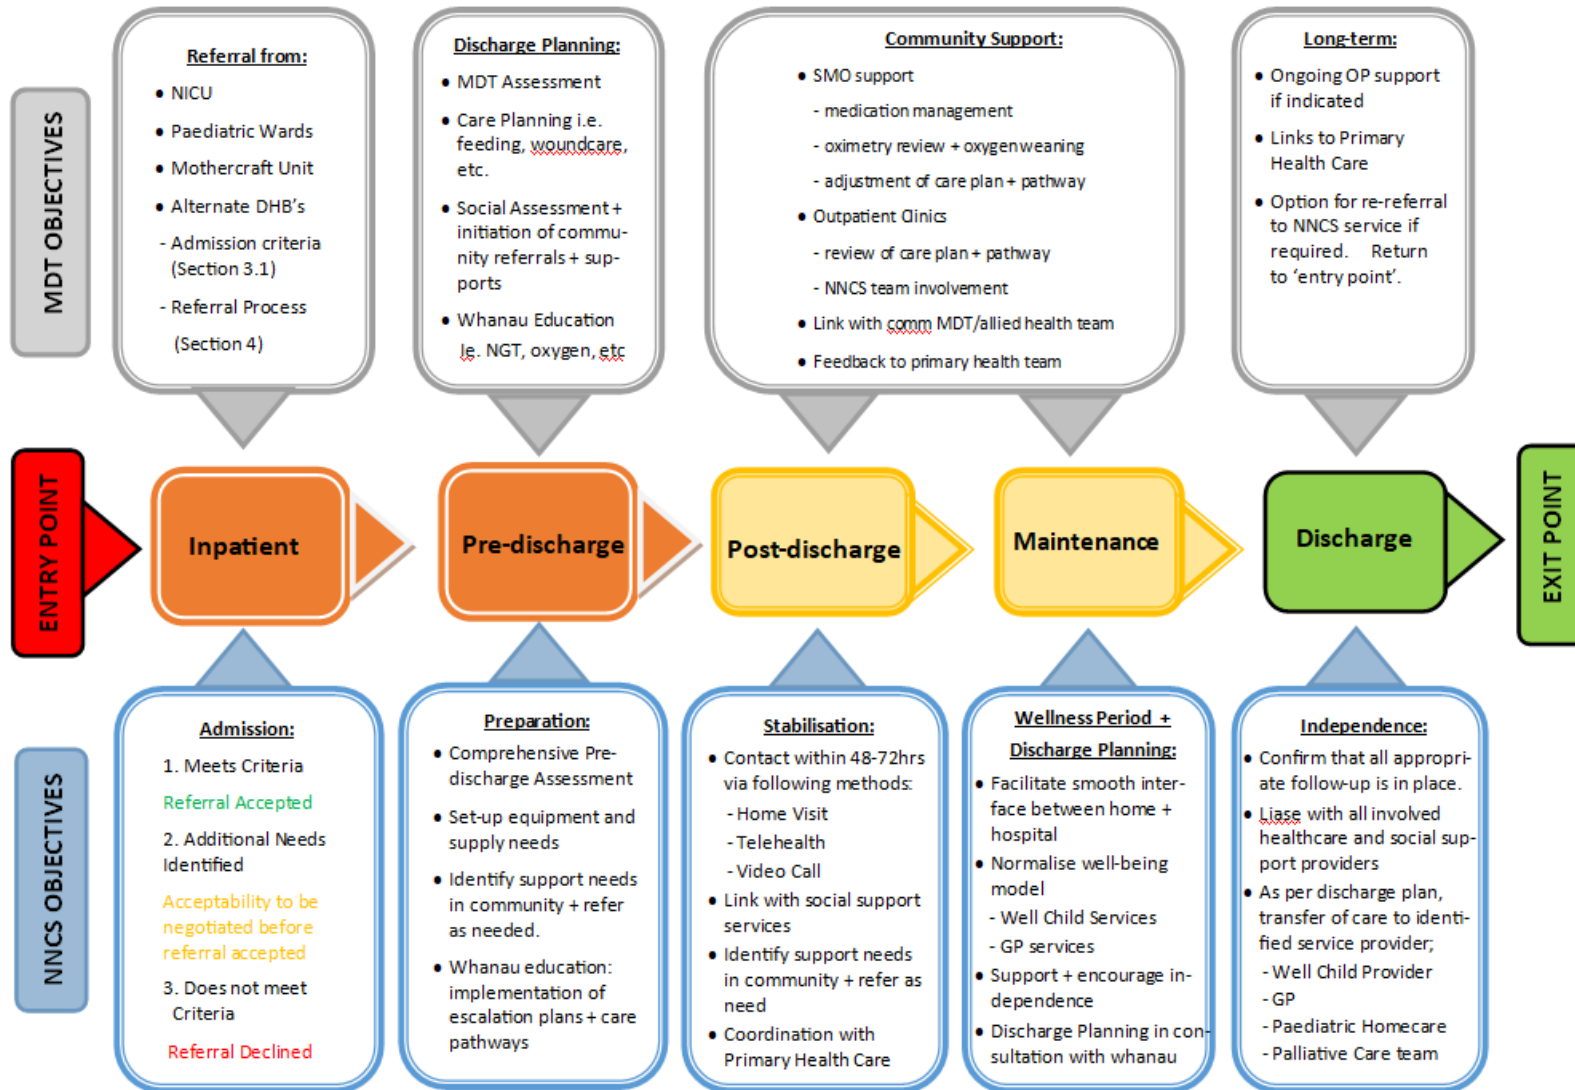 MDT OBJECTIVES
Referral from:
• NICU
• Paediatric Wards
• Mothercraft Unit
• Alternate DHB's
- Admission criteria
(Section 3.1)
- Referral Process
(Section 4)
Discharge Planning:
• MDT Assessment
• Care Planning i.e.
feeding, woundcare,
etc.
• Social Assessment +
initiation of commu-
nity referrals + sup-
ports
• Whanau Education
Ie. NGT, oxygen, etc
Community Support:
• SMO support
- medication management
- oximetry review + oxygen weaning
- adjustment of care plan + pathway
• Outpatient Clinics
- review of care plan + pathway
- NNCS team involvement
• Link with comm MDT/allied health team
• Feedback to primary health team
Long-term:
• Ongoing OP support
if indicated
• Links to Primary
Health Care
• Option for re-referral
to NNCS service if
required. Return
to 'entry point'.
ENTRY POINT
Inpatient
Pre-discharge
Post-discharge
Maintenance
Discharge
EXIT POINT
NNCS OBJECTIVES
Admission:
1. Meets Criteria
Referral Accepted
2. Additional Needs
Identified
Acceptability to be
negotiated before
referral accepted
3. Does not meet
Criteria
Referral Declined
Preparation:
• Comprehensive Pre-
discharge Assessment
• Set-up equipment and
supply needs
• Identify support needs
in community + refer
as needed.
• Whanau education:
implementation of
escalation plans + care
pathways
Stabilisation:
• Contact within 48-72hrs
via following methods:
- Home Visit
- Telehealth
- Video Call
• Link with social support
services
• Identify support needs
in community + refer as
need
• Coordination with
Primary Health Care
Wellness Period +
Discharge Planning:
• Facilitate smooth inter-
face between home +
hospital
• Normalise well-being
model
- Well Child Services
- GP services
• Support + encourage in-
dependence
• Discharge Planning in con-
sultation with whanau
Independence:
• Confirm that all appropri-
ate follow-up is in place.
• Liase with all involved
healthcare and social sup-
port providers
• As per discharge plan,
transfer of care to identi-
fied service provider;
- Well Child Provider
- GP
- Paediatric Homecare
- Palliative Care team